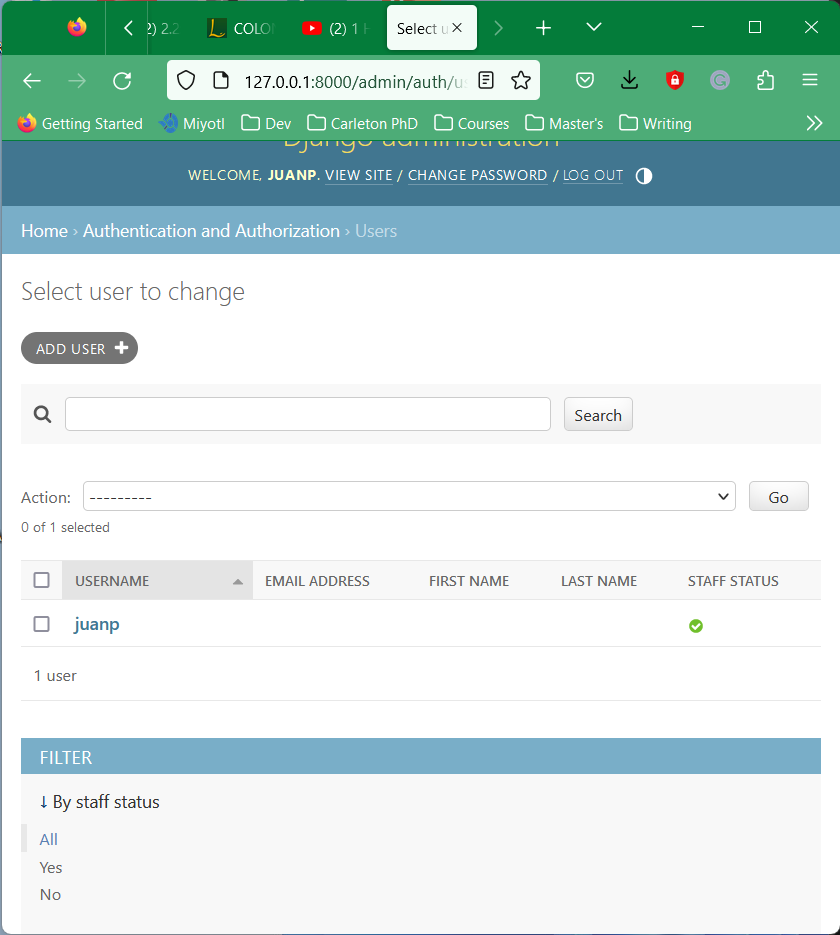 2) 2.2 COLO (2) 1 Select u
127.0.0.1:8000/admin/auth/u
Getting Started Miyotl Dev Carleton PhD Courses Master's Writing
Django administration
WELCOME, JUANP. VIEW SITE / CHANGE PASSWORD / LOG OUT
Home › Authentication and Authorization › Users
Select user to change
ADD USER +
Search
Action: --------- Go
0 of 1 selected
USERNAME EMAIL ADDRESS FIRST NAME LAST NAME STAFF STATUS
juanp
1 user
FILTER
↓ By staff status
All
Yes
No